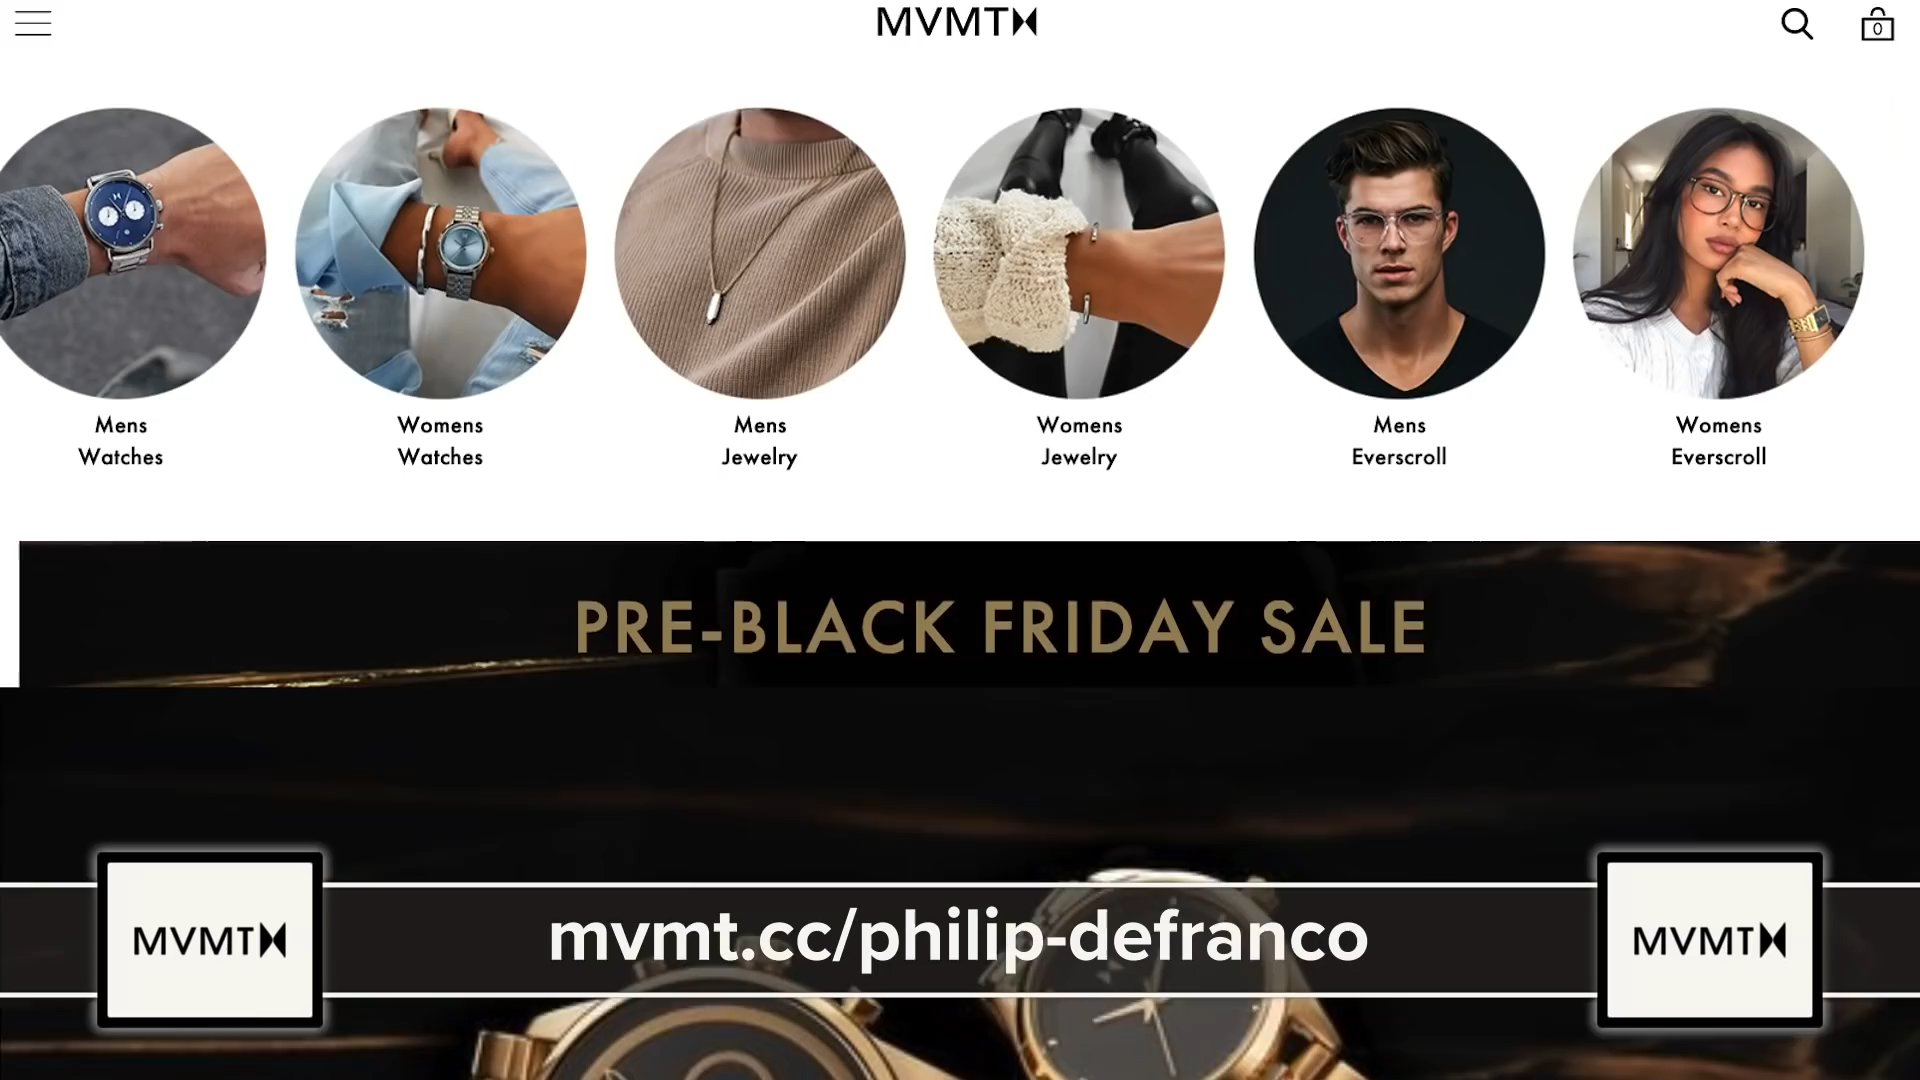 MVMT
0
Mens
Watches
Womens
Watches
Mens
Jewelry
Womens
Jewelry
Mens
Everscroll
Womens
Everscroll
PRE-BLACK FRIDAY SALE
MVMT
mvmt.cc/philip-defranco
MVMT